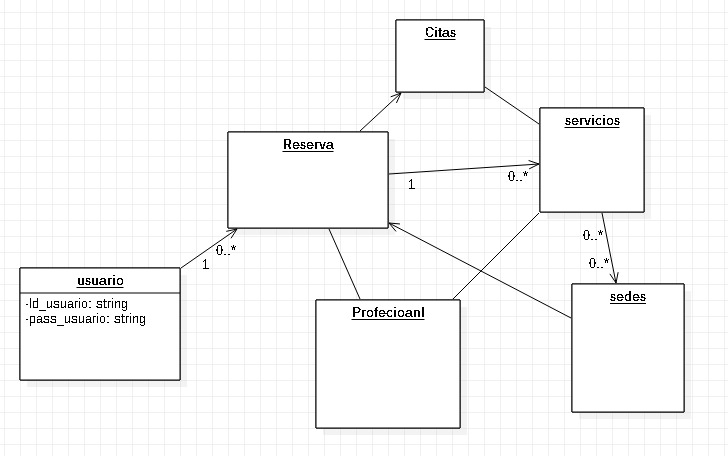 Citas
servicios
Reserva
1
0..*
0..*
1
0..*
0..*
usuario
-Id_usuario: string
-pass_usuario: string
Profecioanl
sedes